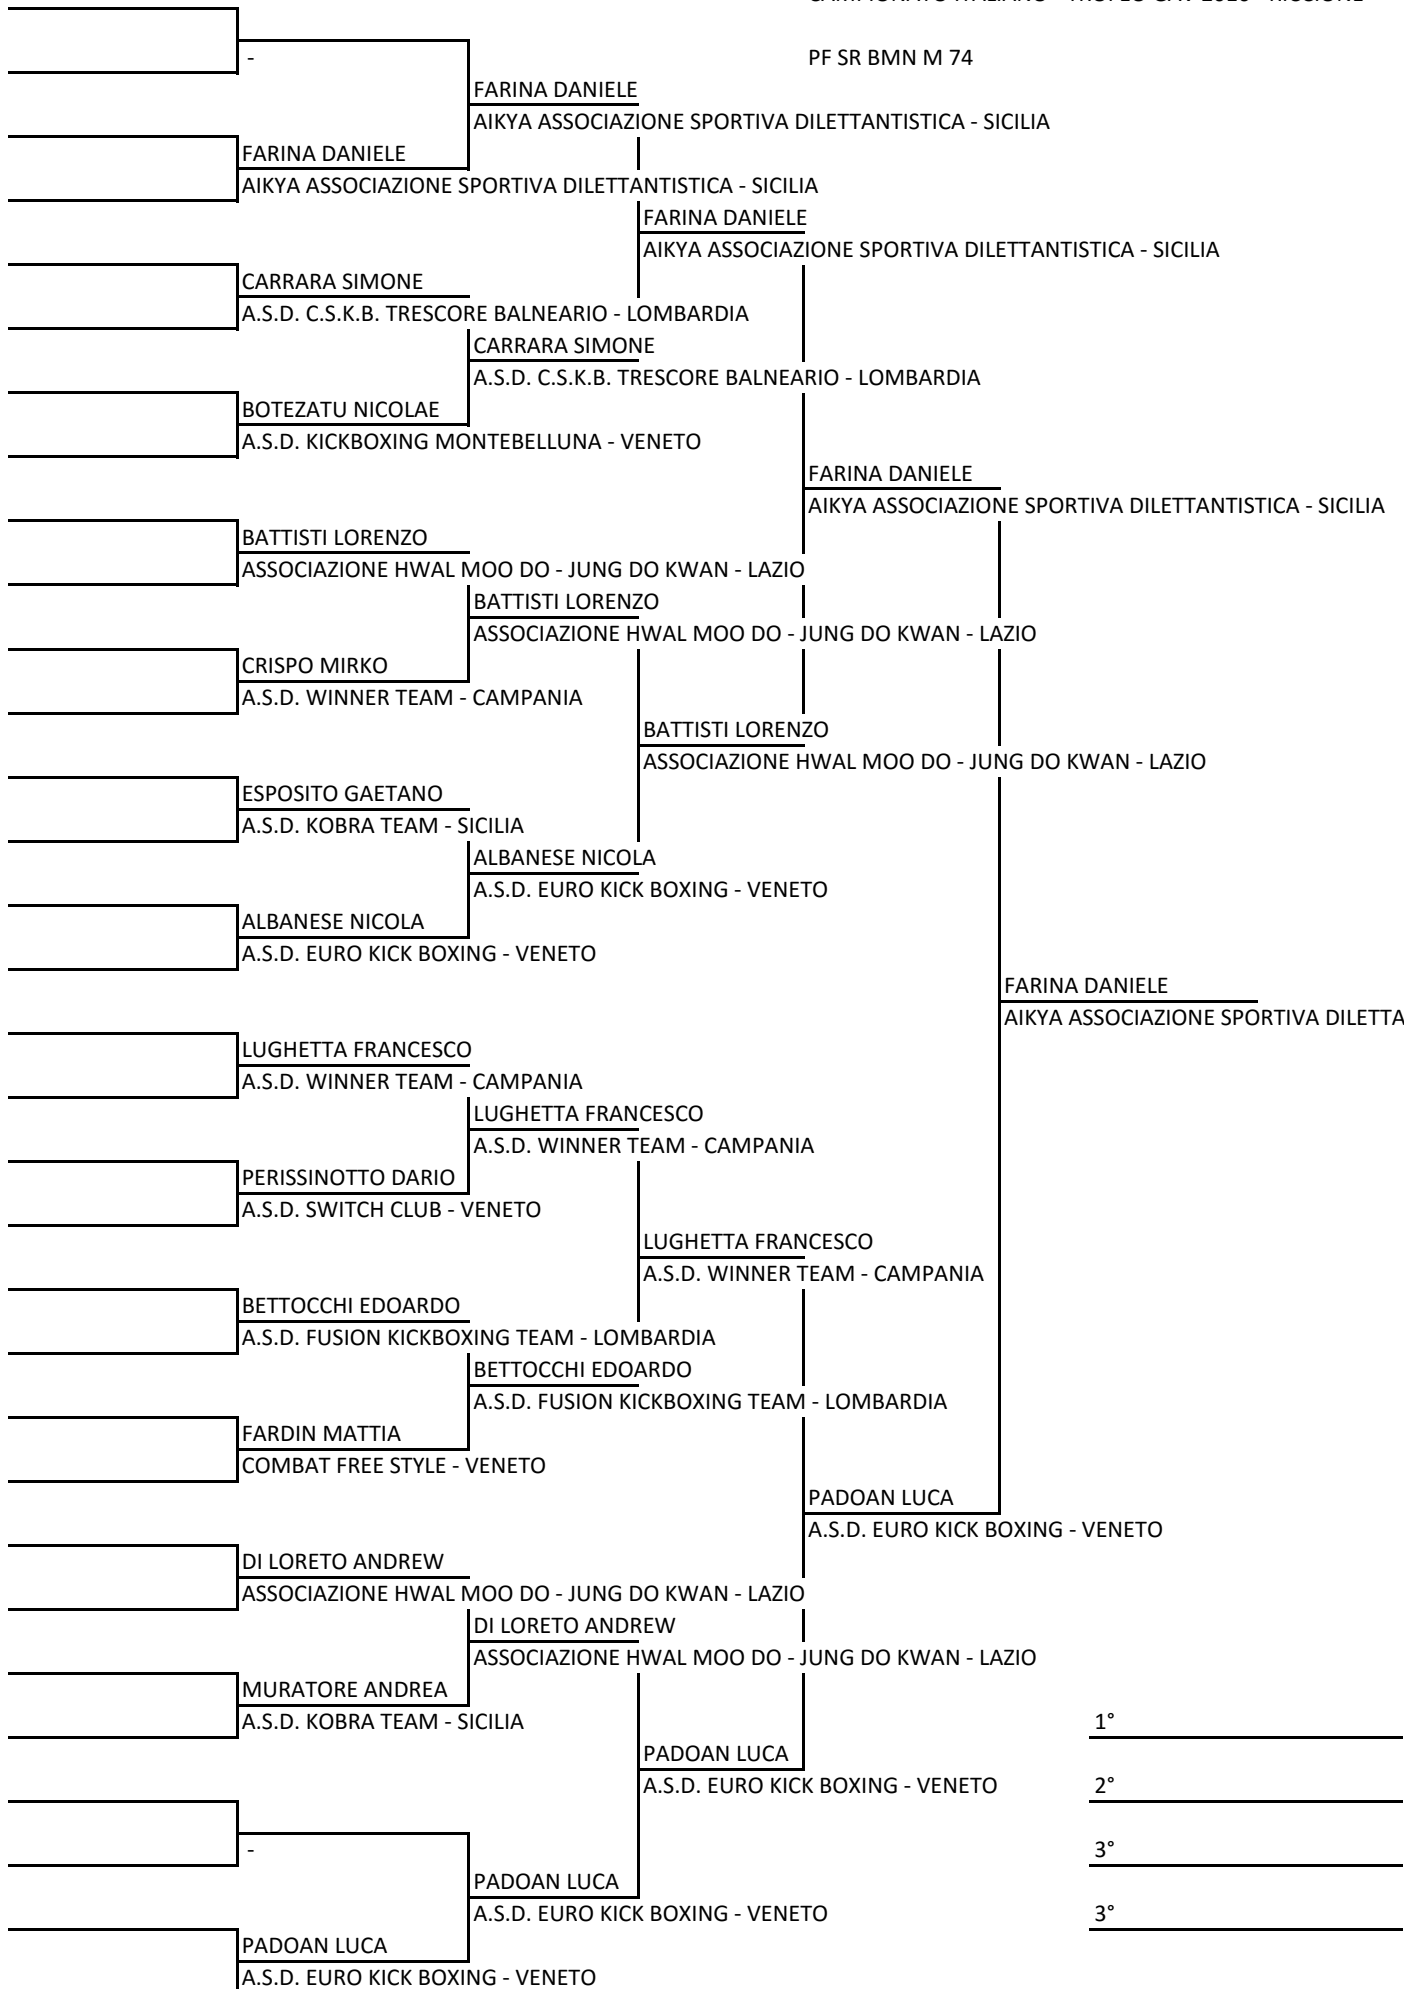 PF SR BMN M 74
-
FARINA DANIELE
AIKYA ASSOCIAZIONE SPORTIVA DILETTANTISTICA - SICILIA
FARINA DANIELE
AIKYA ASSOCIAZIONE SPORTIVA DILETTANTISTICA - SICILIA
FARINA DANIELE
AIKYA ASSOCIAZIONE SPORTIVA DILETTANTISTICA - SICILIA
CARRARA SIMONE
A.S.D. C.S.K.B. TRESCORE BALNEARIO - LOMBARDIA
CARRARA SIMONE
A.S.D. C.S.K.B. TRESCORE BALNEARIO - LOMBARDIA
BOTEZATU NICOLAE
A.S.D. KICKBOXING MONTEBELLUNA - VENETO
FARINA DANIELE
AIKYA ASSOCIAZIONE SPORTIVA DILETTANTISTICA - SICILIA
BATTISTI LORENZO
ASSOCIAZIONE HWAL MOO DO - JUNG DO KWAN - LAZIO
BATTISTI LORENZO
ASSOCIAZIONE HWAL MOO DO - JUNG DO KWAN - LAZIO
CRISPO MIRKO
A.S.D. WINNER TEAM - CAMPANIA
BATTISTI LORENZO
ASSOCIAZIONE HWAL MOO DO - JUNG DO KWAN - LAZIO
ESPOSITO GAETANO
A.S.D. KOBRA TEAM - SICILIA
ALBANESE NICOLA
A.S.D. EURO KICK BOXING - VENETO
ALBANESE NICOLA
A.S.D. EURO KICK BOXING - VENETO
FARINA DANIELE
AIKYA ASSOCIAZIONE SPORTIVA DILETTA
LUGHETTA FRANCESCO
A.S.D. WINNER TEAM - CAMPANIA
LUGHETTA FRANCESCO
A.S.D. WINNER TEAM - CAMPANIA
PERISSINOTTO DARIO
A.S.D. SWITCH CLUB - VENETO
LUGHETTA FRANCESCO
A.S.D. WINNER TEAM - CAMPANIA
BETTOCCHI EDOARDO
A.S.D. FUSION KICKBOXING TEAM - LOMBARDIA
BETTOCCHI EDOARDO
A.S.D. FUSION KICKBOXING TEAM - LOMBARDIA
FARDIN MATTIA
COMBAT FREE STYLE - VENETO
PADOAN LUCA
A.S.D. EURO KICK BOXING - VENETO
DI LORETO ANDREW
ASSOCIAZIONE HWAL MOO DO - JUNG DO KWAN - LAZIO
DI LORETO ANDREW
ASSOCIAZIONE HWAL MOO DO - JUNG DO KWAN - LAZIO
MURATORE ANDREA
A.S.D. KOBRA TEAM - SICILIA
1°
PADOAN LUCA
A.S.D. EURO KICK BOXING - VENETO
2°
-
3°
PADOAN LUCA
A.S.D. EURO KICK BOXING - VENETO
3°
PADOAN LUCA
A.S.D. EURO KICK BOXING - VENETO